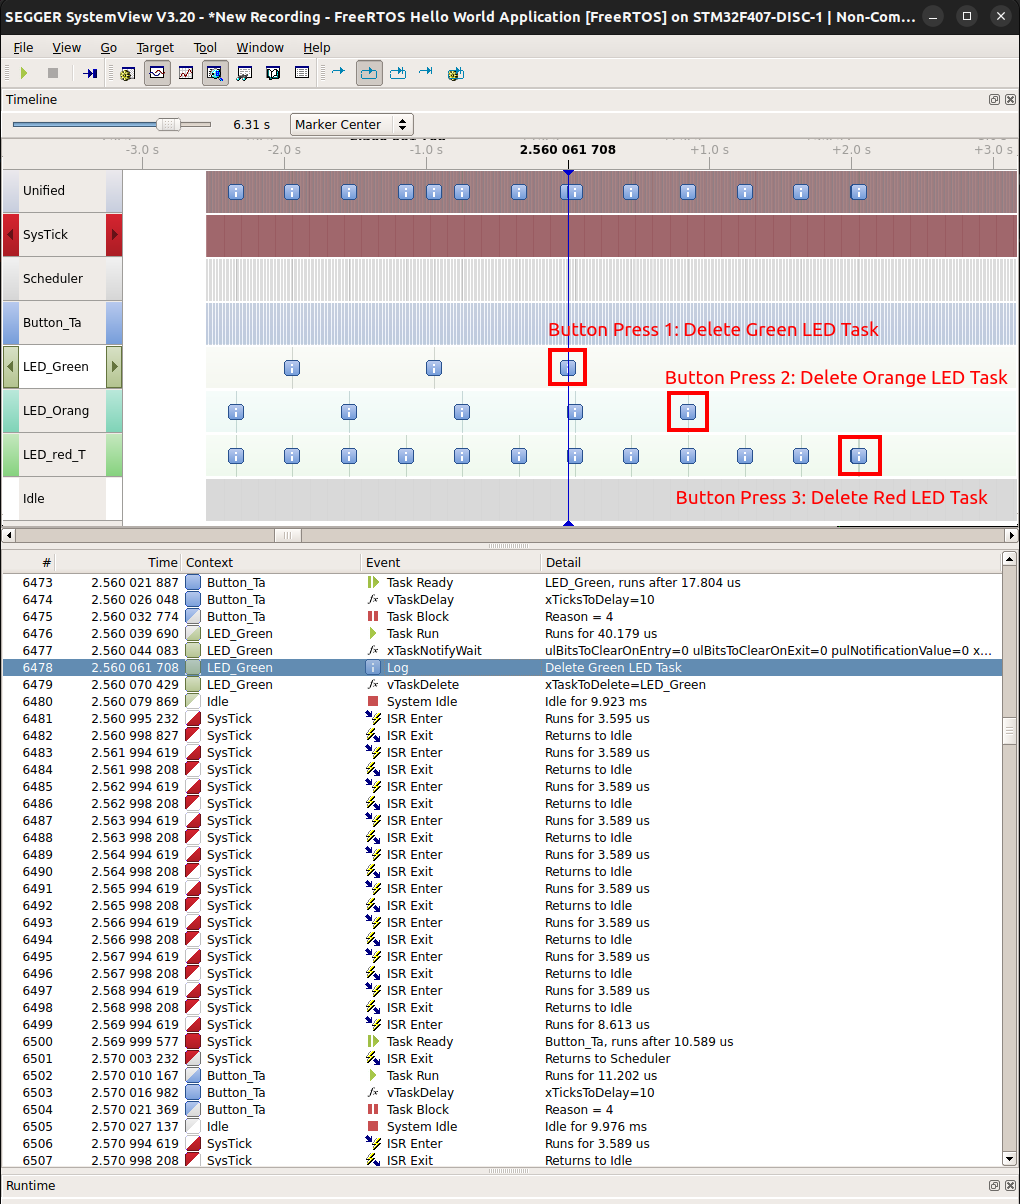 SEGGER SystemView V3.20 - *New Recording - FreeRTOS Hello World Application [FreeRTOS] on STM32F407-DISC-1 | Non-Com...
File View Go Target Tool Window Help
Timeline
6.31 s Marker Center
-3.0 s -2.0 s -1.0 s 2.560 061 708 +1.0 s +2.0 s +3.0 s
Unified
SysTick
Scheduler
Button_Ta
Button Press 1: Delete Green LED Task
LED_Green
Button Press 2: Delete Orange LED Task
LED_Orang
LED_red_T
Idle
Button Press 3: Delete Red LED Task
# Time Context Event Detail
6473 2.560 021 887 Button_Ta Task Ready LED_Green, runs after 17.804 us
6474 2.560 026 048 Button_Ta fx vTaskDelay xTicksToDelay=10
6475 2.560 032 774 Button_Ta Task Block Reason = 4
6476 2.560 039 690 LED_Green Task Run Runs for 40.179 us
6477 2.560 044 083 LED_Green fx xTaskNotifyWait ulBitsToClearOnEntry=0 ulBitsToClearOnExit=0 pulNotificationValue=0 x...
6478 2.560 061 708 LED_Green Log Delete Green LED Task
6479 2.560 070 429 LED_Green fx vTaskDelete xTaskToDelete=LED_Green
6480 2.560 079 869 Idle System Idle Idle for 9.923 ms
6481 2.560 995 232 SysTick ISR Enter Runs for 3.595 us
6482 2.560 998 827 SysTick ISR Exit Returns to Idle
6483 2.561 994 619 SysTick ISR Enter Runs for 3.589 us
6484 2.561 998 208 SysTick ISR Exit Returns to Idle
6485 2.562 994 619 SysTick ISR Enter Runs for 3.589 us
6486 2.562 998 208 SysTick ISR Exit Returns to Idle
6487 2.563 994 619 SysTick ISR Enter Runs for 3.589 us
6488 2.563 998 208 SysTick ISR Exit Returns to Idle
6489 2.564 994 619 SysTick ISR Enter Runs for 3.589 us
6490 2.564 998 208 SysTick ISR Exit Returns to Idle
6491 2.565 994 619 SysTick ISR Enter Runs for 3.589 us
6492 2.565 998 208 SysTick ISR Exit Returns to Idle
6493 2.566 994 619 SysTick ISR Enter Runs for 3.589 us
6494 2.566 998 208 SysTick ISR Exit Returns to Idle
6495 2.567 994 619 SysTick ISR Enter Runs for 3.589 us
6496 2.567 998 208 SysTick ISR Exit Returns to Idle
6497 2.568 994 619 SysTick ISR Enter Runs for 3.589 us
6498 2.568 998 208 SysTick ISR Exit Returns to Idle
6499 2.569 994 619 SysTick ISR Enter Runs for 8.613 us
6500 2.569 999 577 SysTick Task Ready Button_Ta, runs after 10.589 us
6501 2.570 003 232 SysTick ISR Exit Returns to Scheduler
6502 2.570 010 167 Button_Ta Task Run Runs for 11.202 us
6503 2.570 016 982 Button_Ta fx vTaskDelay xTicksToDelay=10
6504 2.570 021 369 Button_Ta Task Block Reason = 4
6505 2.570 027 137 Idle System Idle Idle for 9.976 ms
6506 2.570 994 619 SysTick ISR Enter Runs for 3.589 us
6507 2.570 998 208 SysTick ISR Exit Returns to Idle
Runtime